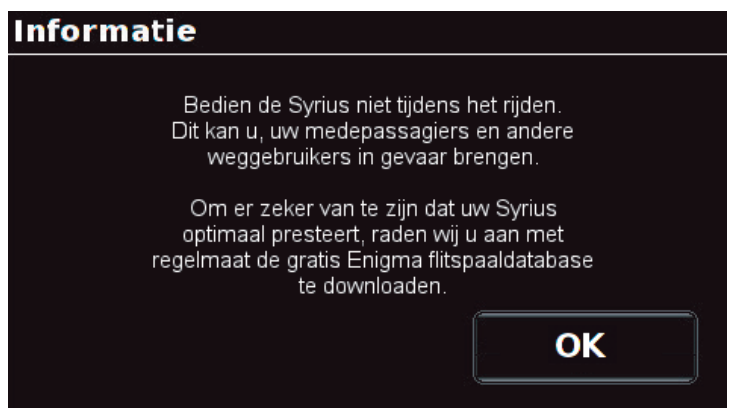 Informatie
Bedien de Syrius niet tijdens het rijden.
Dit kan u, uw medepassagiers en andere
weggebruikers in gevaar brengen.
Om er zeker van te zijn dat uw Syrius
optimaal presteert, raden wij u aan met
regelmaat de gratis Enigma flitspaaldatabase
te downloaden.
OK